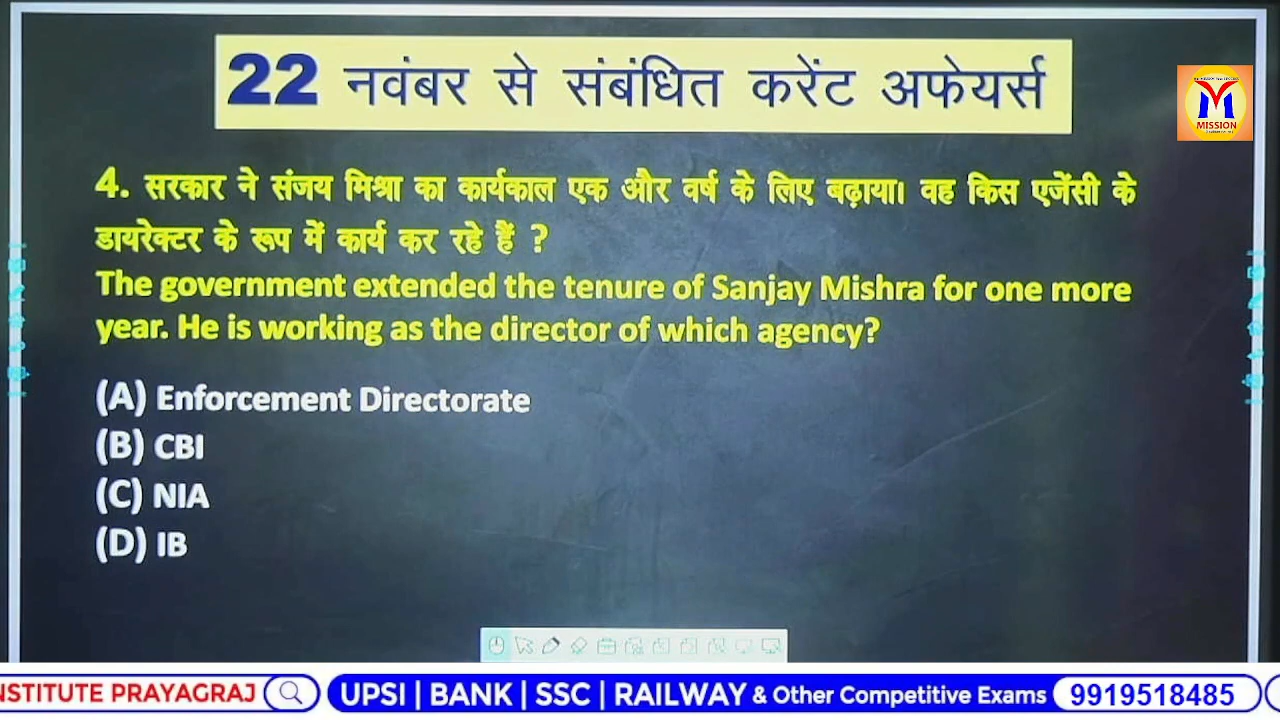 22 नवंबर से संबंधित करेंट अफेयर्स
MISSION
4. सरकार ने संजय मिश्रा का कार्यकाल एक और वर्ष के लिए बढ़ाया। वह किस एजेंसी के
डायरेक्टर के रूप में कार्य कर रहे हैं ?
The government extended the tenure of Sanjay Mishra for one more
year. He is working as the director of which agency?
(A) Enforcement Directorate
(B) CBI
(C) NIA
(D) IB
NSTITUTE PRAYAGRAJ UPSI | BANK | SSC | RAILWAY & Other Competitive Exams 9919518485